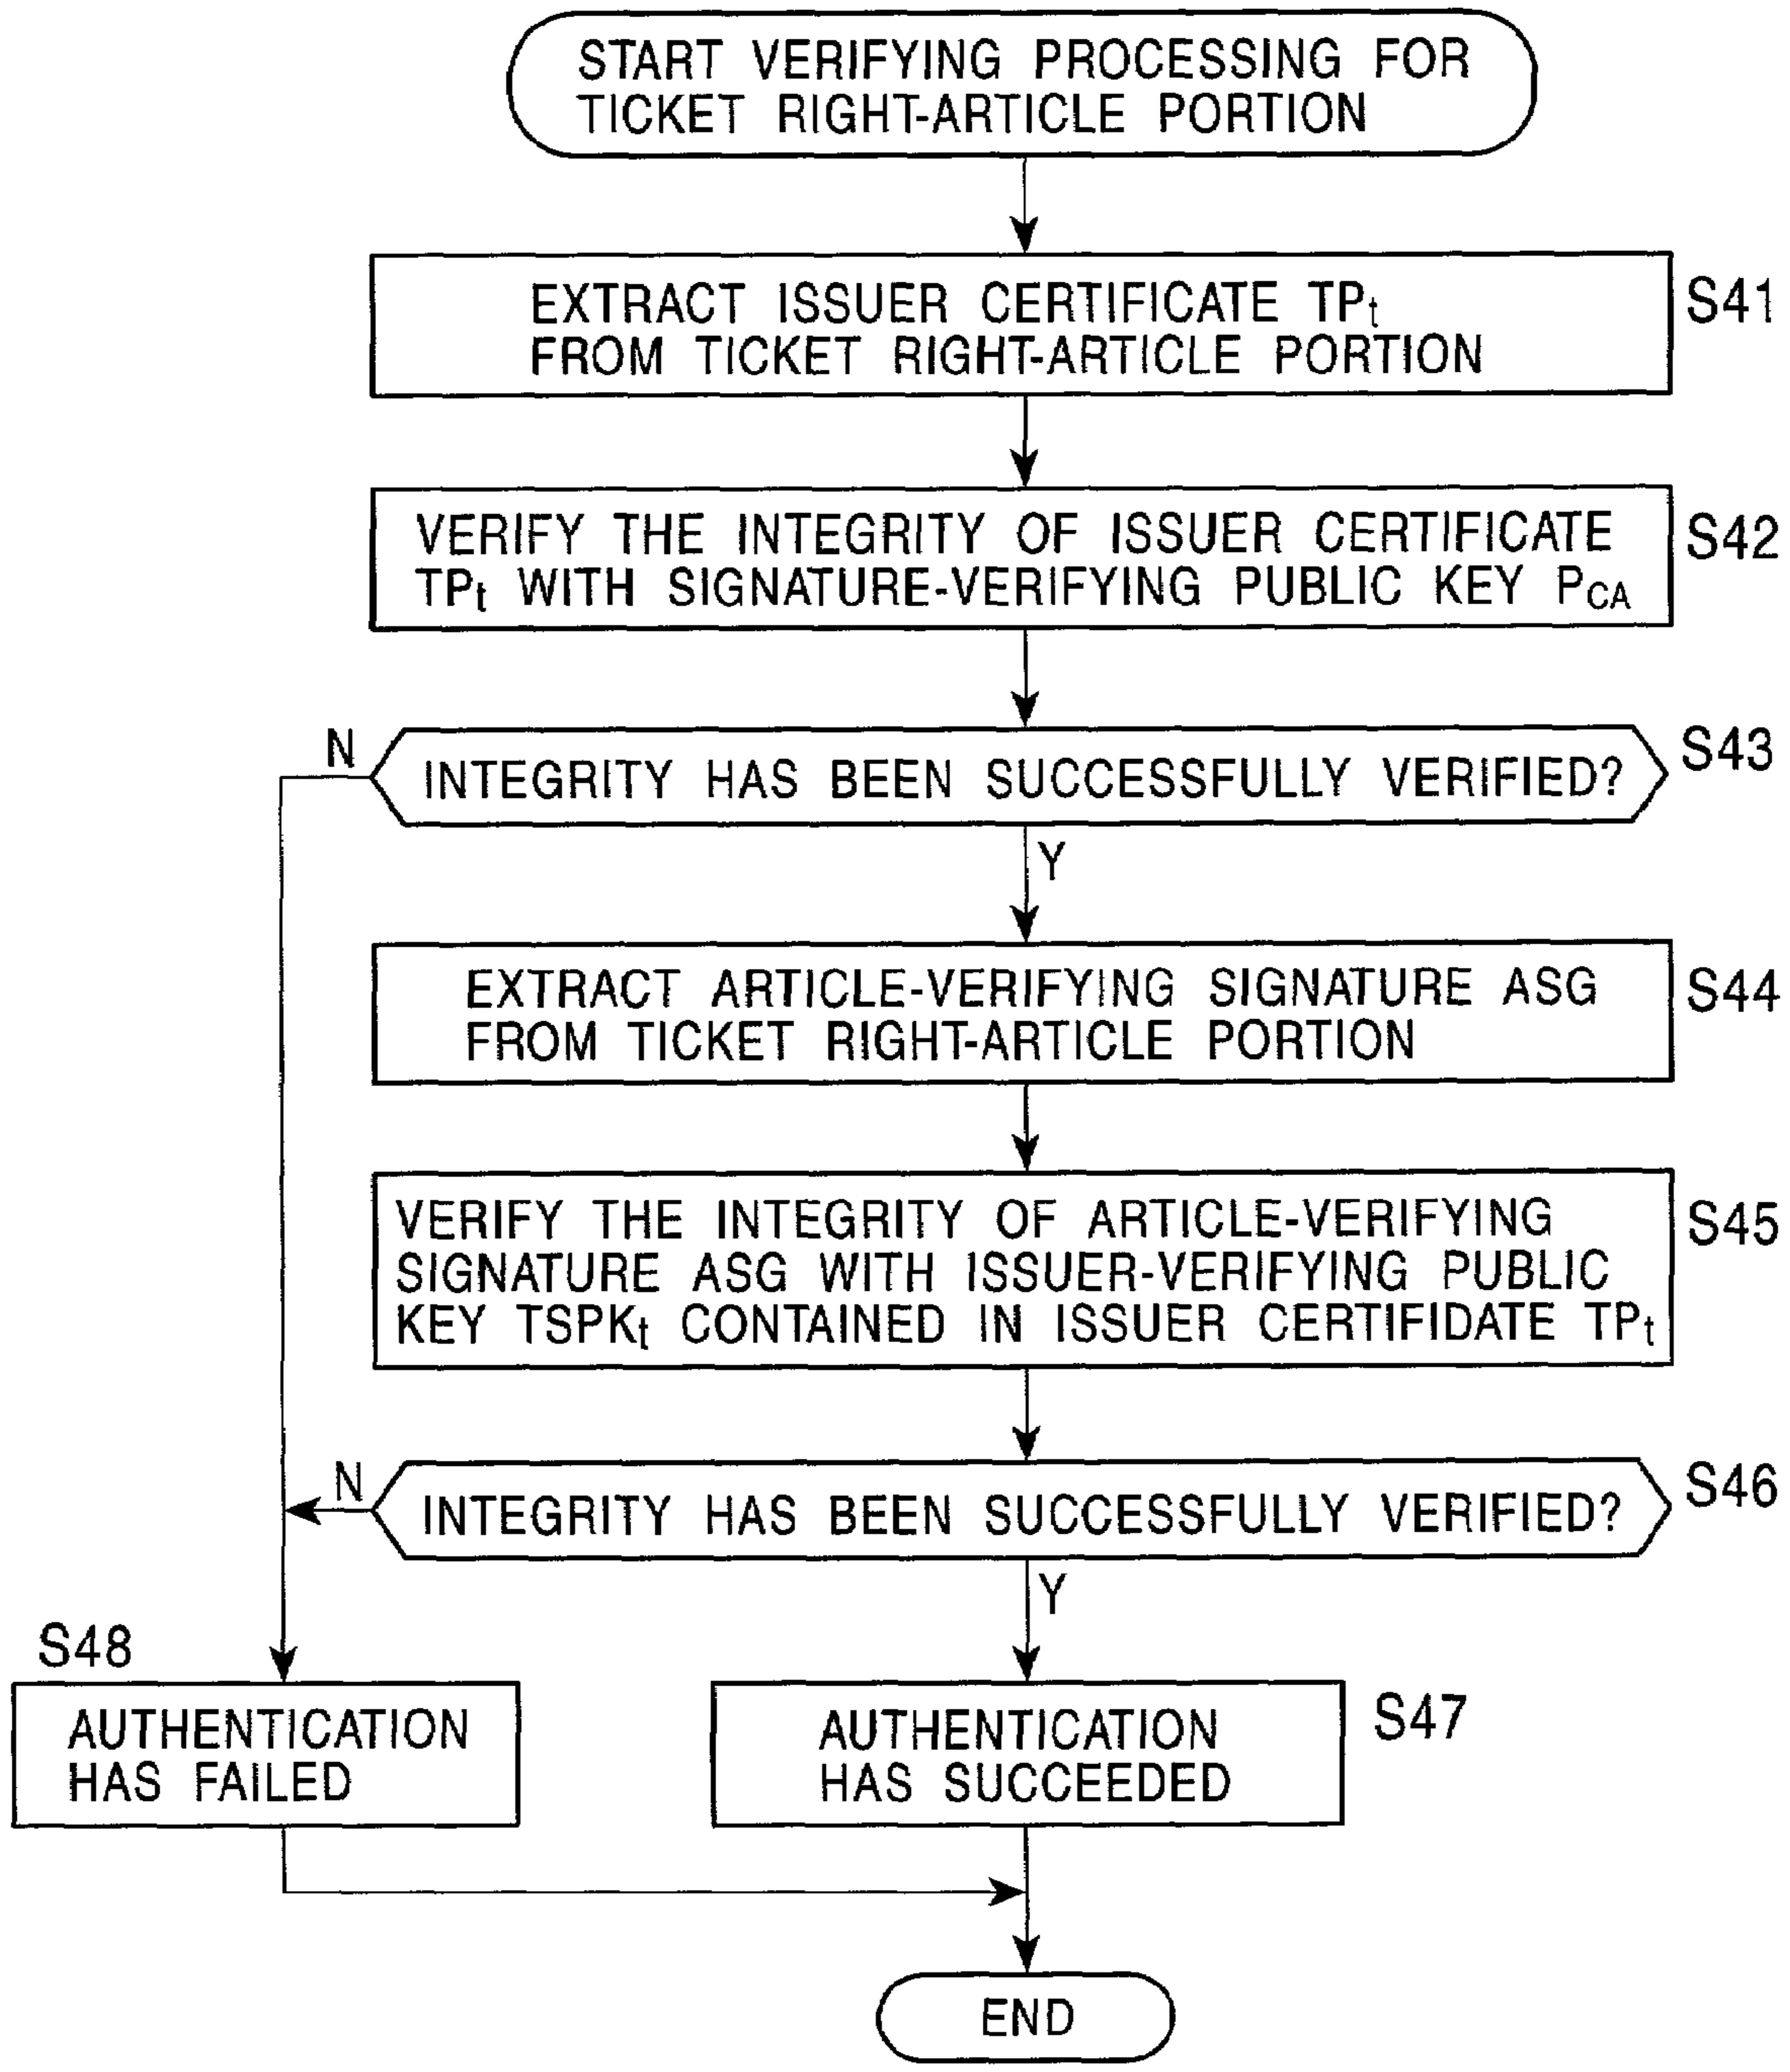 START VERIFYING PROCESSING FOR
TICKET RIGHT-ARTICLE PORTION
EXTRACT ISSUER CERTIFICATE TPt
FROM TICKET RIGHT-ARTICLE PORTION
S41
VERIFY THE INTEGRITY OF ISSUER CERTIFICATE
TPt WITH SIGNATURE-VERIFYING PUBLIC KEY PCA
S42
N
INTEGRITY HAS BEEN SUCCESSFULLY VERIFIED?
S43
Y
EXTRACT ARTICLE-VERIFYING SIGNATURE ASG
FROM TICKET RIGHT-ARTICLE PORTION
S44
VERIFY THE INTEGRITY OF ARTICLE-VERIFYING
SIGNATURE ASG WITH ISSUER-VERIFYING PUBLIC
KEY TSPKt CONTAINED IN ISSUER CERTIFIDATE TPt
S45
N
INTEGRITY HAS BEEN SUCCESSFULLY VERIFIED?
S46
Y
S48
AUTHENTICATION
HAS FAILED
AUTHENTICATION
HAS SUCCEEDED
S47
END